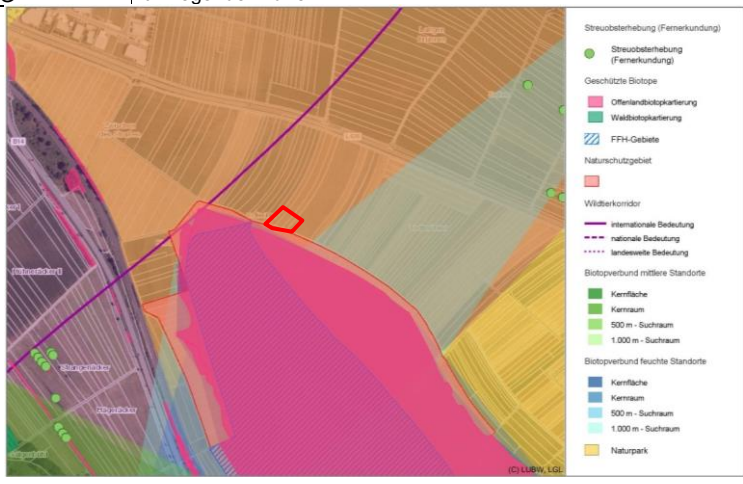 Streuobsterhebung (Fernerkundung)
Streuobsterhebung
(Fernerkundung)
Geschützte Biotope
Offenlandbiotopkartierung
Waldbiotopkartierung
FFH-Gebiete
Naturschutzgebiet
Wildtierkorridor
internationale Bedeutung
nationale Bedeutung
landesweite Bedeutung
Biotopverbund mittlere Standorte
Kernfläche
Kernraum
500 m - Suchraum
1.000 m - Suchraum
Biotopverbund feuchte Standorte
Kernfläche
Kernraum
500 m - Suchraum
1.000 m - Suchraum
Naturpark
(C) LUBW, LGL